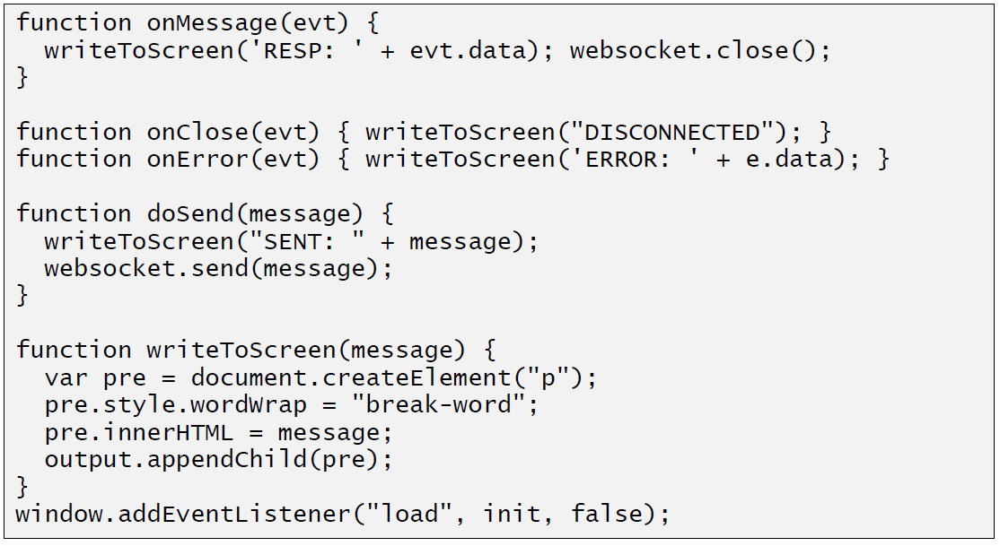 function onMessage(evt) {
  writeToScreen('RESP: ' + evt.data); websocket.close();
}

function onClose(evt) { writeToScreen("DISCONNECTED"); }
function onError(evt) { writeToScreen('ERROR: ' + e.data); }

function doSend(message) {
  writeToScreen("SENT: " + message);
  websocket.send(message);
}

function writeToScreen(message) {
  var pre = document.createElement("p");
  pre.style.wordWrap = "break-word";
  pre.innerHTML = message;
  output.appendChild(pre);
}
window.addEventListener("load", init, false);